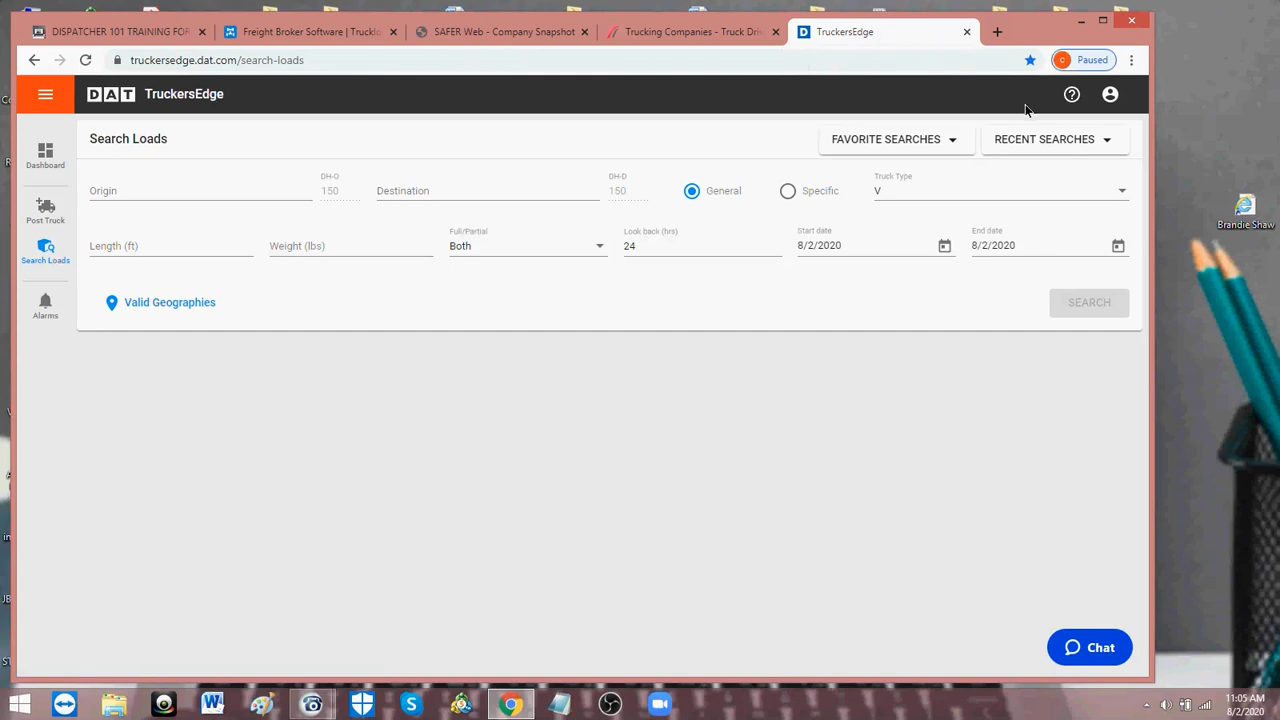 DISPATCHER 101 TRAINING FOR
Freight Broker Software | Trucklo
SAFER Web - Company Snapshot
Trucking Companies - Truck Driv
TruckersEdge
truckersedge.dat.com/search-loads
C Paused
DAT TruckersEdge
Dashboard
Post Truck
Search Loads
Alarms
Search Loads
FAVORITE SEARCHES
RECENT SEARCHES
Origin
DH-O
150
Destination
DH-D
150
General
Specific
Truck Type
V
Length (ft)
Weight (lbs)
Full/Partial
Both
Look back (hrs)
24
Start date
8/2/2020
End date
8/2/2020
Valid Geographies
SEARCH
Chat
Brandie Shaw
11:05 AM
8/2/2020